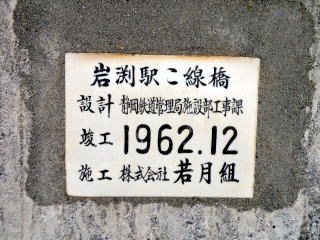 岩渕駅こ線橋
設計 静岡鉄道管理局施設部工事課
竣工 1962.12
施工 株式会社 若月組